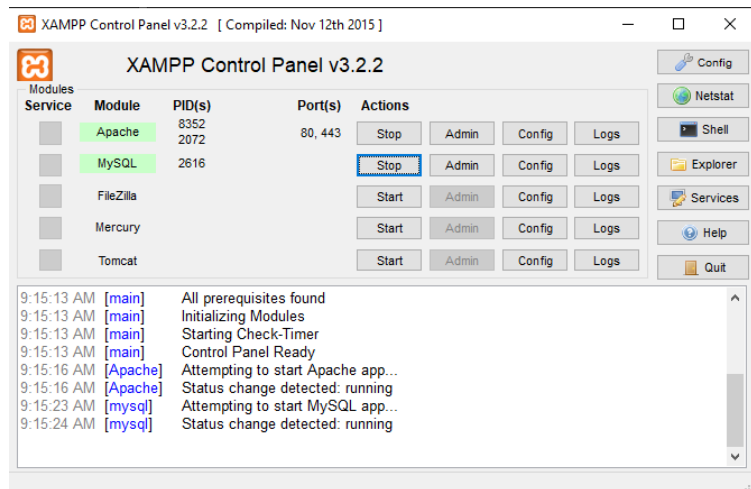 XAMPP Control Panel v3.2.2 [ Compiled: Nov 12th 2015 ]
XAMPP Control Panel v3.2.2
Config
Modules
Service Module PID(s) Port(s) Actions
Netstat
Apache 8352 2072 80, 443 Stop Admin Config Logs
Shell
MySQL 2616 Stop Admin Config Logs
Explorer
FileZilla Start Admin Config Logs
Services
Mercury Start Admin Config Logs
Help
Tomcat Start Admin Config Logs
Quit
9:15:13 AM [main] All prerequisites found
9:15:13 AM [main] Initializing Modules
9:15:13 AM [main] Starting Check-Timer
9:15:13 AM [main] Control Panel Ready
9:15:16 AM [Apache] Attempting to start Apache app...
9:15:16 AM [Apache] Status change detected: running
9:15:23 AM [mysql] Attempting to start MySQL app...
9:15:24 AM [mysql] Status change detected: running